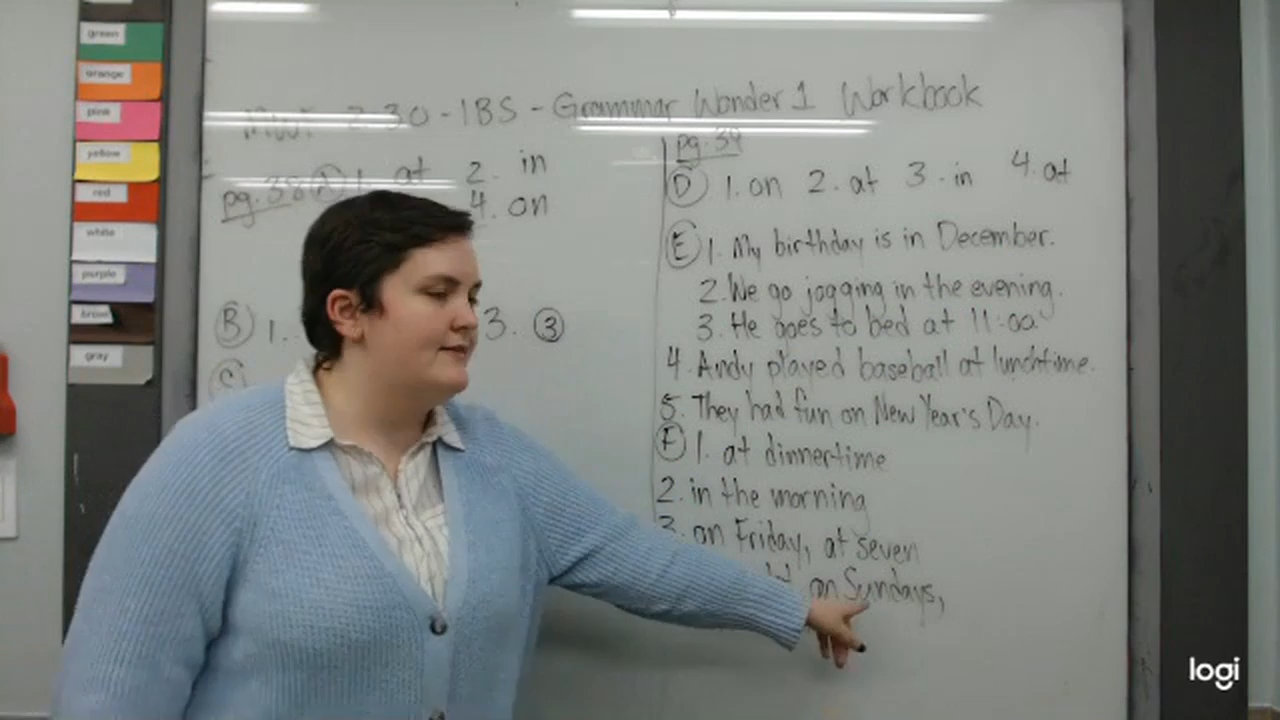 green
orange
pink
yellow
red
white
purple
brown
gray
2:30 - IBS - Grammar Wonder 1 Workbook
pg. 38 (A) 1. at 2. in
4. on
(B) 1. 3. ③
(C)
pg. 39
(D) 1. on 2. at 3. in 4. at
(E) 1. My birthday is in December.
2. We go jogging in the evening.
3. He goes to bed at 11:00.
4. Andy played baseball at lunchtime.
5. They had fun on New Year's Day.
(F) 1. at dinnertime
2. in the morning
3. on Friday, at seven
on Sundays,
logi